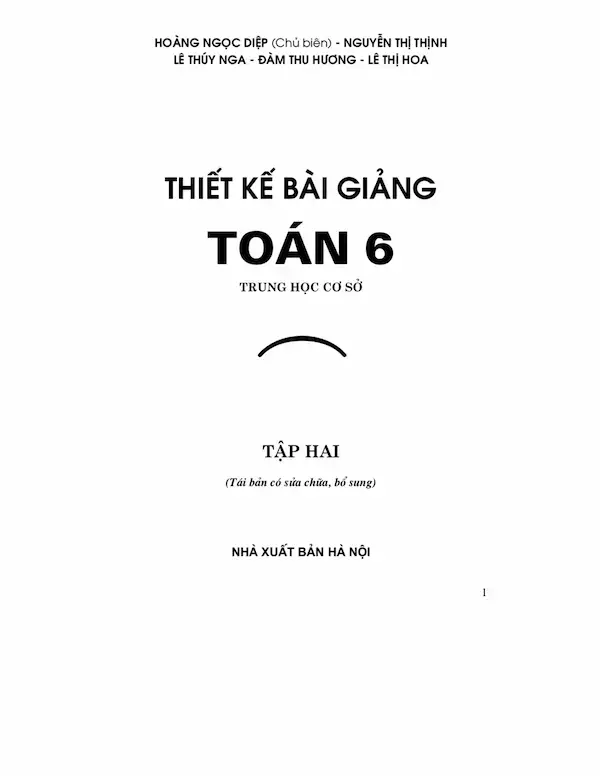 HOÀNG NGỌC DIỆP (Chủ biên) - NGUYỄN THỊ THỊNH
LÊ THÚY NGA - ĐÀM THU HƯƠNG - LÊ THỊ HOA
THIẾT KẾ BÀI GIẢNG
TOÁN 6
TRUNG HỌC CƠ SỞ
TẬP HAI
(Tái bản có sửa chữa, bổ sung)
NHÀ XUẤT BẢN HÀ NỘI
1